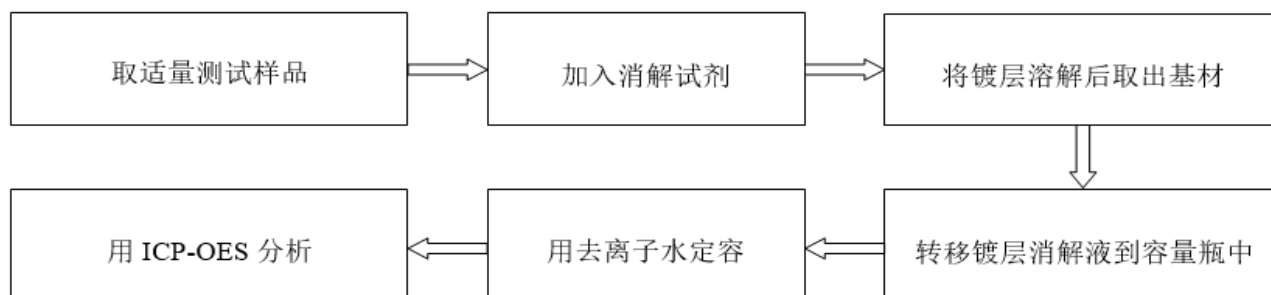 取适量测试样品
加入消解试剂
将镀层溶解后取出基材
转移镀层消解液到容量瓶中
用去离子水定容
用 ICP-OES 分析